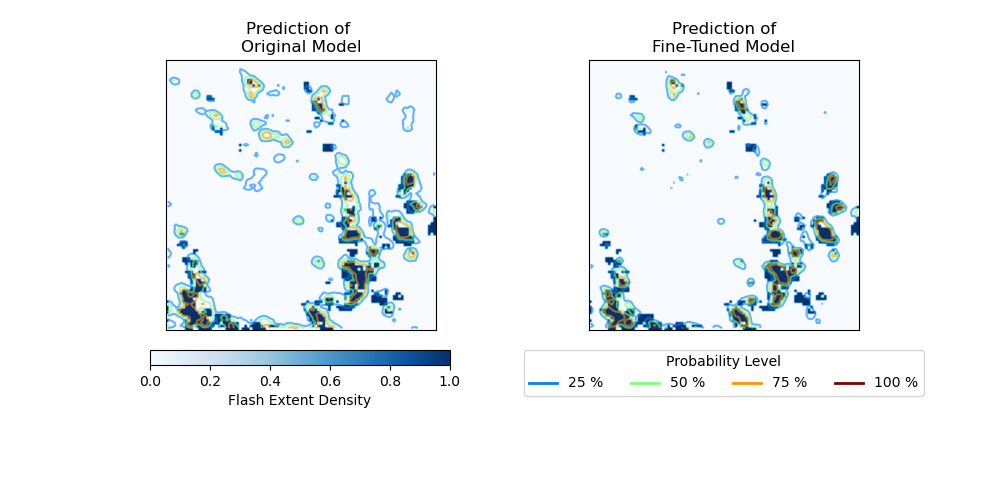 Prediction of
Original Model
Prediction of
Fine-Tuned Model
0.0 0.2 0.4 0.6 0.8 1.0
Flash Extent Density
Probability Level
25 % 50 % 75 % 100 %